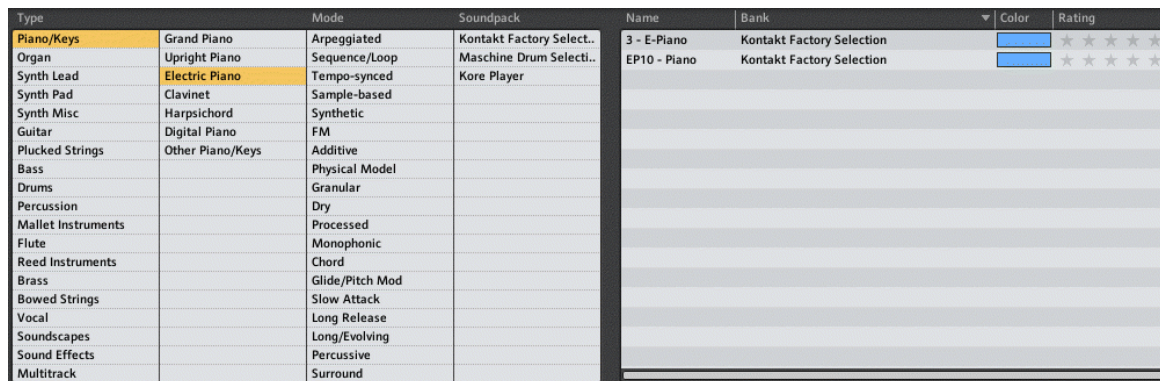 Type Mode Soundpack Name Bank Color Rating
Piano/Keys Grand Piano Arpeggiated Kontakt Factory Select.. 3 - E-Piano Kontakt Factory Selection
Organ Upright Piano Sequence/Loop Maschine Drum Selecti.. EP10 - Piano Kontakt Factory Selection
Synth Lead Electric Piano Tempo-synced Kore Player
Synth Pad Clavinet Sample-based
Synth Misc Harpsichord Synthetic
Guitar Digital Piano FM
Plucked Strings Other Piano/Keys Additive
Bass Physical Model
Drums Granular
Percussion Dry
Mallet Instruments Processed
Flute Monophonic
Reed Instruments Chord
Brass Glide/Pitch Mod
Bowed Strings Slow Attack
Vocal Long Release
Soundscapes Long/Evolving
Sound Effects Percussive
Multitrack Surround